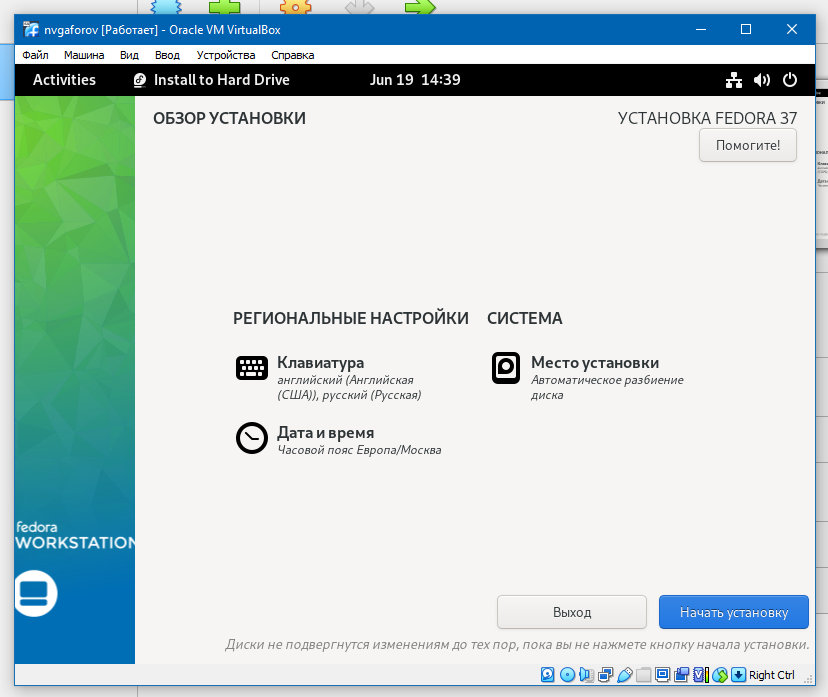 nvgaforov [Работает] - Oracle VM VirtualBox
Файл Машина Вид Ввод Устройства Справка
Activities Install to Hard Drive Jun 19 14:39
ОБЗОР УСТАНОВКИ
УСТАНОВКА FEDORA 37
Помогите!
РЕГИОНАЛЬНЫЕ НАСТРОЙКИ
Клавиатура
английский (Английская
(США)), русский (Русская)
Дата и время
Часовой пояс Европа/Москва
СИСТЕМА
Место установки
Автоматическое разбиение
диска
fedora
WORKSTATION
Выход
Начать установку
Диски не подвергнутся изменениям до тех пор, пока вы не нажмете кнопку начала установки.
Right Ctrl